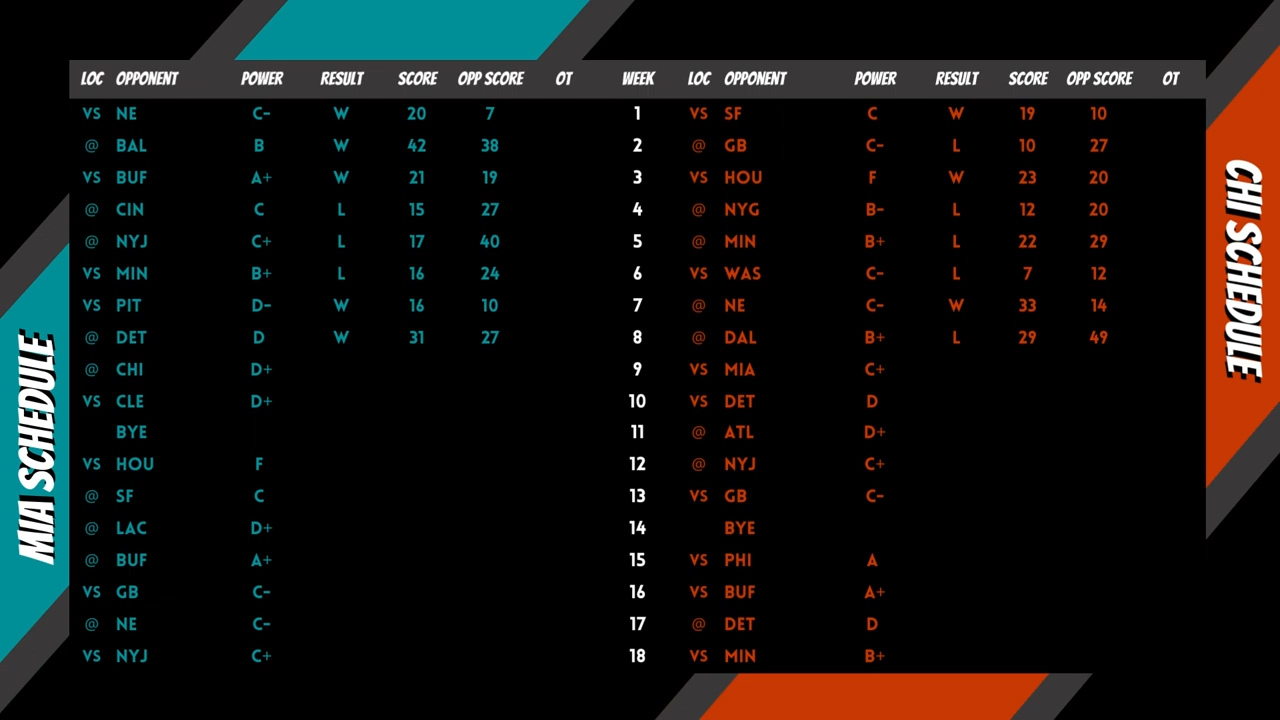 LOC OPPONENT POWER RESULT SCORE OPP SCORE OT WEEK LOC OPPONENT POWER RESULT SCORE OPP SCORE OT
VS NE C- W 20 7 1 VS SF C W 19 10
@ BAL B W 42 38 2 @ GB C- L 10 27
VS BUF A+ W 21 19 3 VS HOU F W 23 20
@ CIN C L 15 27 4 @ NYG B- L 12 20
@ NYJ C+ L 17 40 5 @ MIN B+ L 22 29
VS MIN B+ L 16 24 6 VS WAS C- L 7 12
VS PIT D- W 16 10 7 @ NE C- W 33 14
@ DET D W 31 27 8 @ DAL B+ L 29 49
@ CHI D+ 9 VS MIA C+
VS CLE D+ 10 VS DET D
BYE 11 @ ATL D+
VS HOU F 12 @ NYJ C+
@ SF C 13 VS GB C-
@ LAC D+ 14 BYE
@ BUF A+ 15 VS PHI A
VS GB C- 16 VS BUF A+
@ NE C- 17 @ DET D
VS NYJ C+ 18 VS MIN B+
MIA SCHEDULE
CHI SCHEDULE